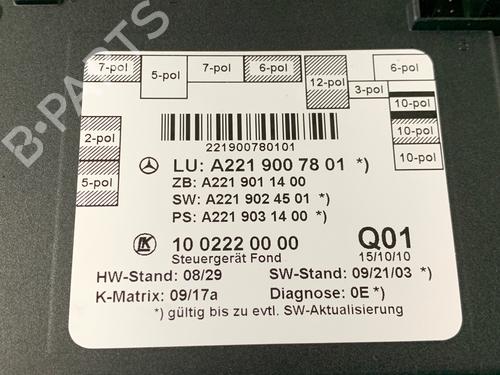 7-pol
5-pol
7-pol
6-pol
12-pol
3-pol
6-pol
10-pol
10-pol
10-pol
2-pol
5-pol
221900780101
LU: A221 900 78 01 *)
ZB: A221 901 14 00
SW: A221 902 45 01 *)
PS: A221 903 14 00 *)
LK
10 0222 00 00
Q01
Steuergerät Fond
15/10/10
HW-Stand: 08/29
SW-Stand: 09/21/03 *)
K-Matrix: 09/17a
Diagnose: 0E *)
*) gültig bis zu evtl. SW-Aktualisierung
B-PARTS